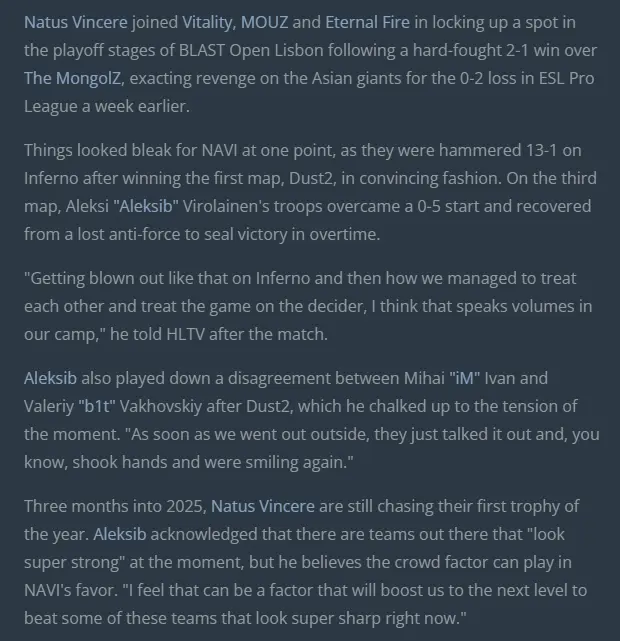 Natus Vincere joined Vitality, MOUZ and Eternal Fire in locking up a spot in
the playoff stages of BLAST Open Lisbon following a hard-fought 2-1 win over
The MongolZ, exacting revenge on the Asian giants for the 0-2 loss in ESL Pro
League a week earlier.
Things looked bleak for NAVI at one point, as they were hammered 13-1 on
Inferno after winning the first map, Dust2, in convincing fashion. On the third
map, Aleksi "Aleksib" Virolainen's troops overcame a 0-5 start and recovered
from a lost anti-force to seal victory in overtime.
"Getting blown out like that on Inferno and then how we managed to treat
each other and treat the game on the decider, I think that speaks volumes in
our camp," he told HLTV after the match.
Aleksib also played down a disagreement between Mihai "iM" Ivan and
Valeriy "b1t" Vakhovskiy after Dust2, which he chalked up to the tension of
the moment. "As soon as we went out outside, they just talked it out and, you
know, shook hands and were smiling again."
Three months into 2025, Natus Vincere are still chasing their first trophy of
the year. Aleksib acknowledged that there are teams out there that "look
super strong" at the moment, but he believes the crowd factor can play in
NAVI's favor. "I feel that can be a factor that will boost us to the next level to
beat some of these teams that look super sharp right now."